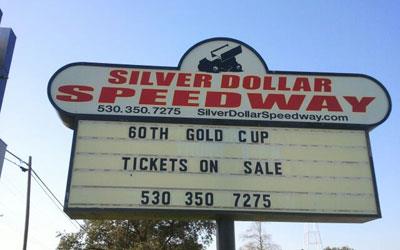 SILVER DOLLAR
SPEEDWAY
530.350.7275 SilverDollarSpeedway.com
60TH GOLD CUP
TICKETS ON SALE
530 350 7275